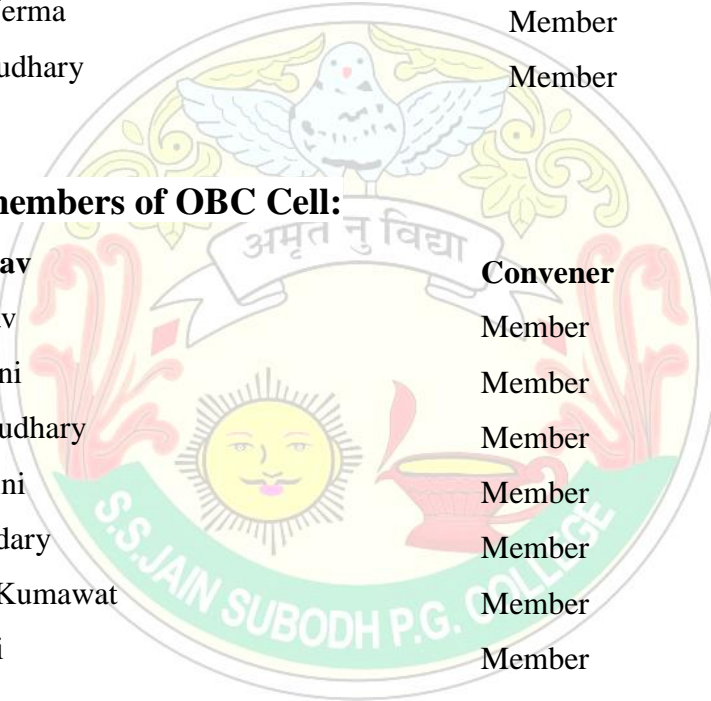 erma Member
udhary Member
members of OBC Cell:
av Convener
v Member
ni Member
udhary Member
ni Member
dary Member
Kumawat Member
i Member
अमृतं नु विद्या
S.S.JAIN SUBODH P.G. COLLEGE